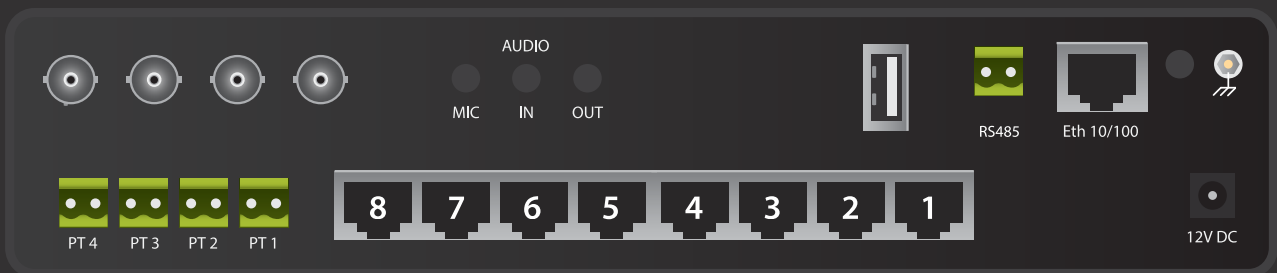 AUDIO
MIC IN OUT
RS485 Eth 10/100
8 7 6 5 4 3 2 1
PT 4 PT 3 PT 2 PT 1
12V DC